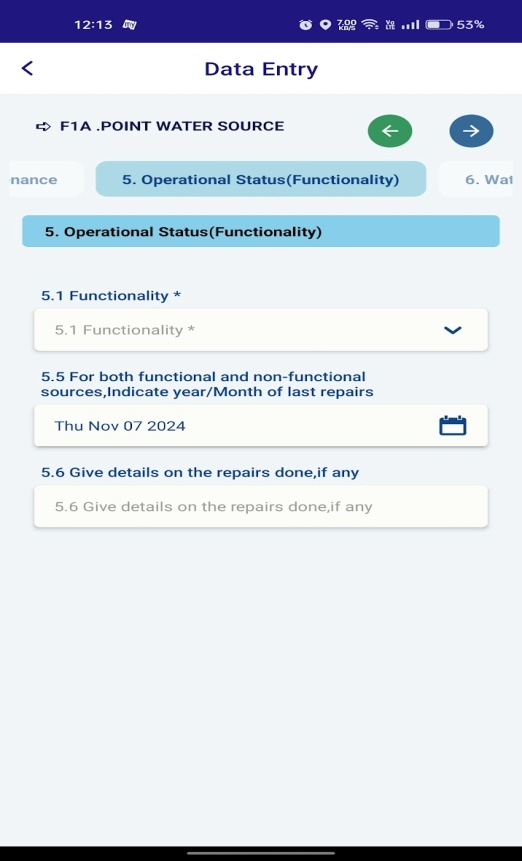 12:13 7.00 KB/S Vo LTE 53%
Data Entry
⇨ F1A .POINT WATER SOURCE
nance 5. Operational Status(Functionality) 6. Wat
5. Operational Status(Functionality)
5.1 Functionality *
5.1 Functionality *
5.5 For both functional and non-functional
sources,Indicate year/Month of last repairs
Thu Nov 07 2024
5.6 Give details on the repairs done,if any
5.6 Give details on the repairs done,if any